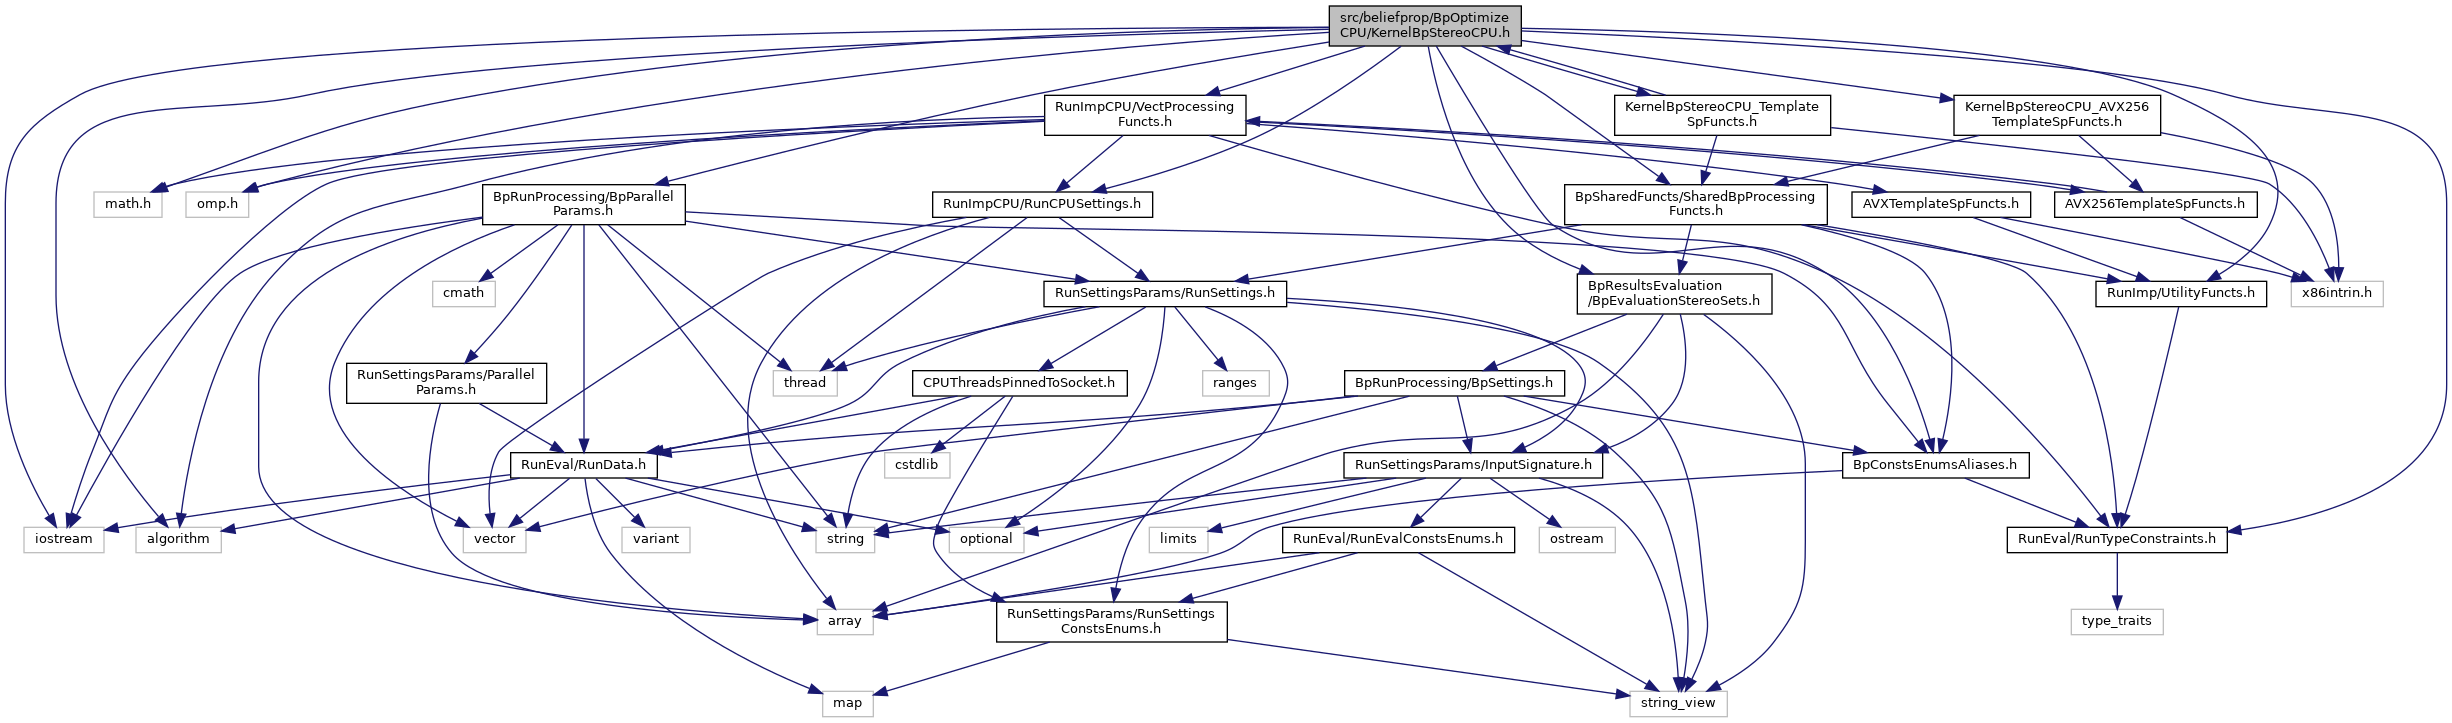 src/beliefprop/BpOptimize
CPU/KernelBpStereoCPU.h
RunImpCPU/VectProcessing
Functs.h
KernelBpStereoCPU_Template
SpFuncts.h
KernelBpStereoCPU_AVX256
TemplateSpFuncts.h
math.h
omp.h
BpRunProcessing/BpParallel
Params.h
RunImpCPU/RunCPUSettings.h
BpSharedFuncts/SharedBpProcessing
Functs.h
AVXTemplateSpFuncts.h
AVX256TemplateSpFuncts.h
cmath
RunSettingsParams/RunSettings.h
BpResultsEvaluation
/BpEvaluationStereoSets.h
RunImp/UtilityFuncts.h
x86intrin.h
RunSettingsParams/Parallel
Params.h
thread
CPUThreadsPinnedToSocket.h
ranges
BpRunProcessing/BpSettings.h
RunEval/RunData.h
cstdlib
RunSettingsParams/InputSignature.h
BpConstsEnumsAliases.h
iostream
algorithm
vector
variant
string
optional
limits
RunEval/RunEvalConstsEnums.h
ostream
RunEval/RunTypeConstraints.h
array
RunSettingsParams/RunSettings
ConstsEnums.h
type_traits
map
string_view